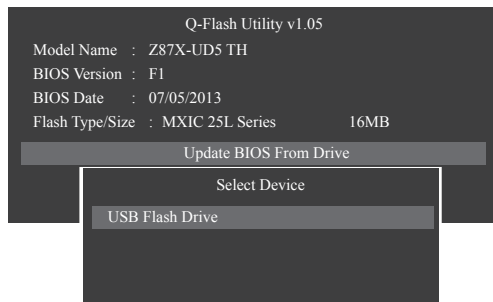 Q-Flash Utility v1.05
Model Name : Z87X-UD5 TH
BIOS Version : F1
BIOS Date : 07/05/2013
Flash Type/Size : MXIC 25L Series 16MB
Update BIOS From Drive
Select Device
USB Flash Drive